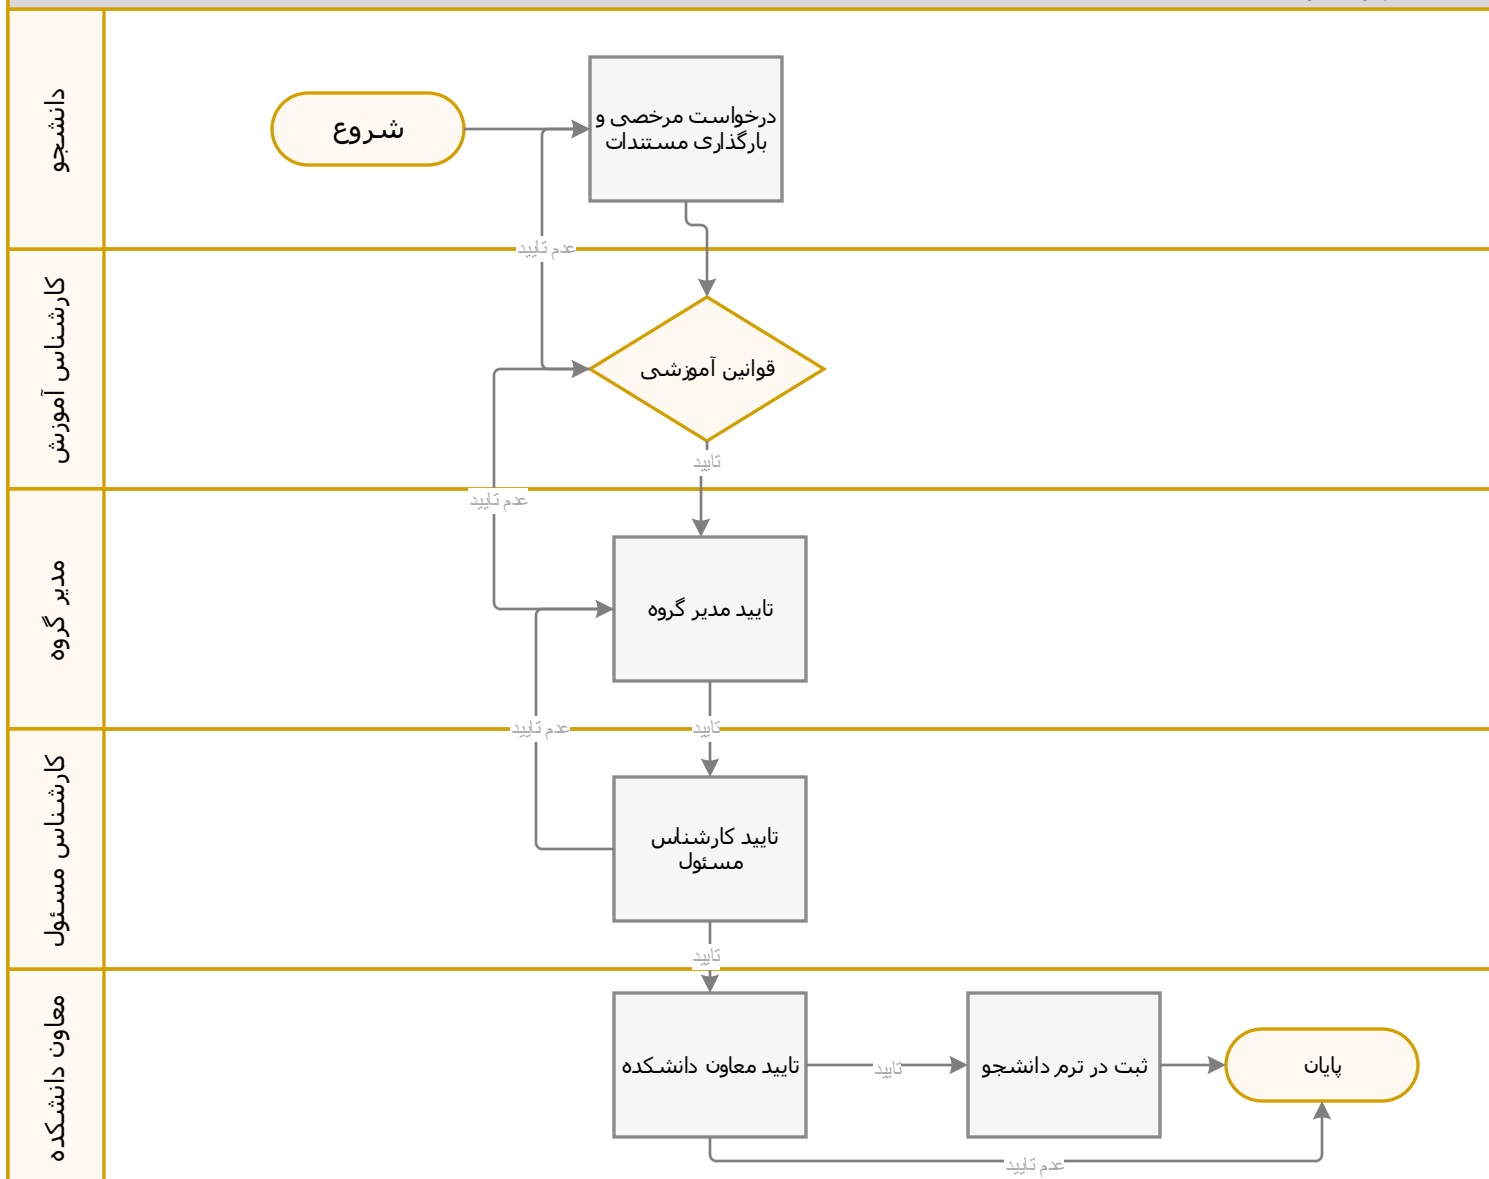 دانشجو
شروع
درخواست مرخصی و
بارگذاری مستندات
عدم تایید
کارشناس آموزش
قوانین آموزشی
تایید
عدم تایید
مدیر گروه
تایید مدیر گروه
عدم تایید
تایید
کارشناس مسئول
تایید کارشناس
مسئول
تایید
معاون دانشکده
تایید معاون دانشکده
تایید
ثبت در ترم دانشجو
پایان
عدم تایید